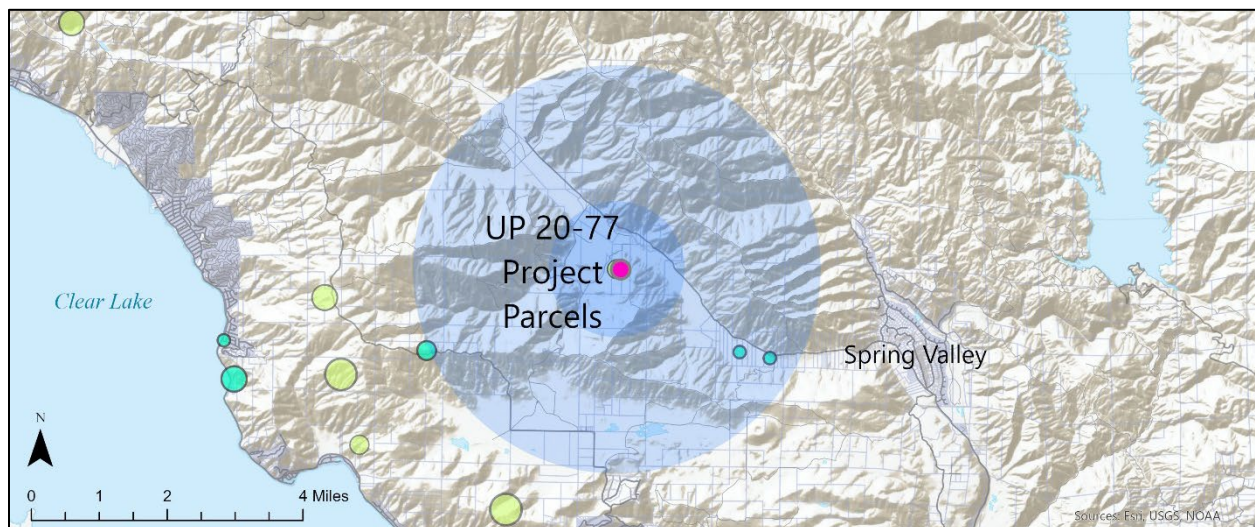 UP 20-77
Project
Parcels
Clear Lake
Spring Valley
N
0 1 2 4 Miles
Sources: Esri, USGS, NOAA